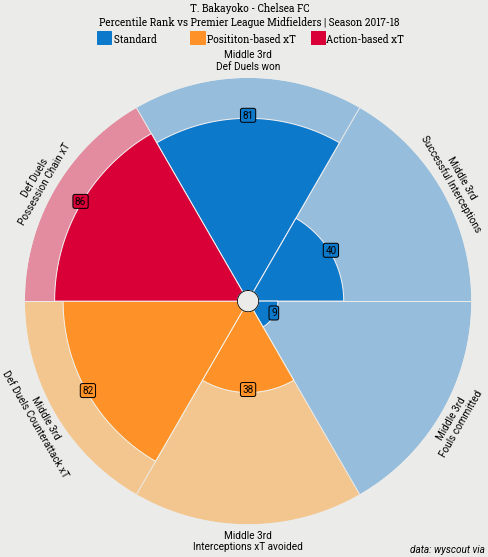 T. Bakayoko - Chelsea FC
Percentile Rank vs Premier League Midfielders | Season 2017-18
Standard Posititon-based xT Action-based xT
Middle 3rd
Def Duels won
81
Def Duels
Possession Chain xT
86
Middle 3rd
Successful Interceptions
40
9
Middle 3rd
Def Duels Counterattack xT
82
38
Middle 3rd
Fouls committed
Middle 3rd
Interceptions xT avoided
data: wyscout via